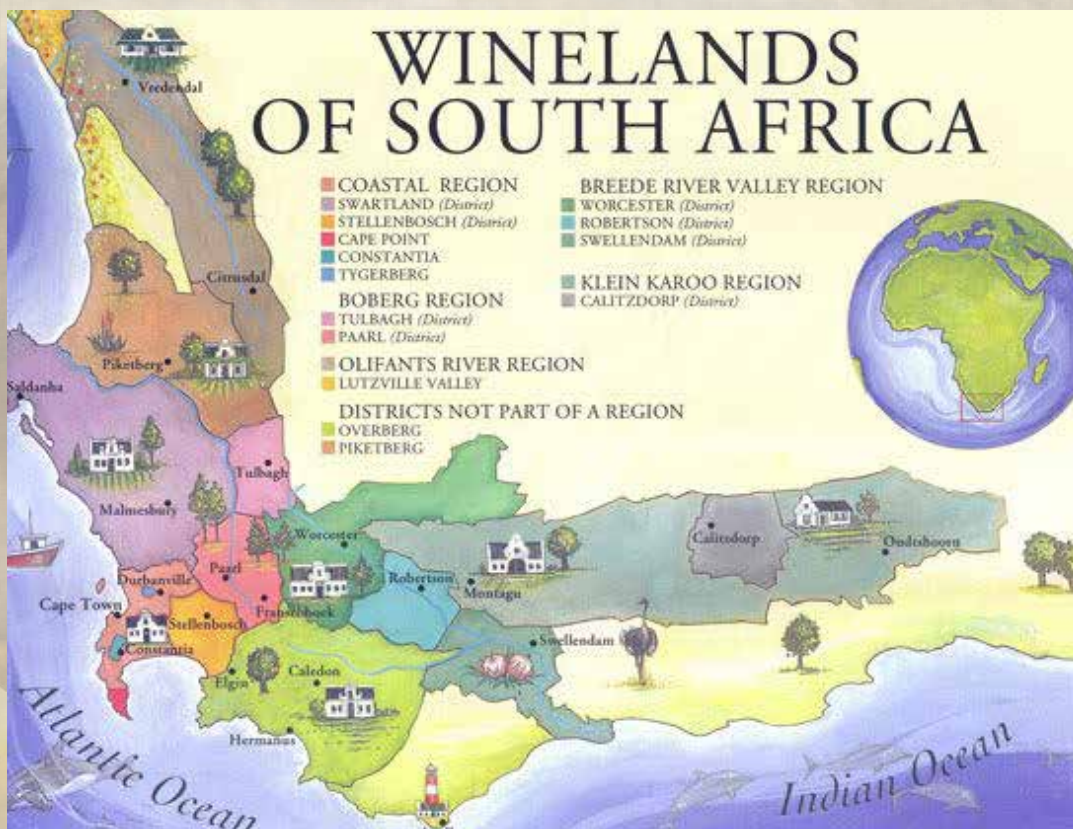 WINELANDS
OF SOUTH AFRICA
COASTAL REGION
SWARTLAND (District)
STELLENBOSCH (District)
CAPE POINT
CONSTANTIA
TYGERBERG
BOBERG REGION
TULBAGH (District)
PAARL (District)
OLIFANTS RIVER REGION
LUTZVILLE VALLEY
DISTRICTS NOT PART OF A REGION
OVERBERG
PIKETBERG
BREEDE RIVER VALLEY REGION
WORCESTER (District)
ROBERTSON (District)
SWELLENDAM (District)
KLEIN KAROO REGION
CALITZDORP (District)
Vredendal
Citrusdal
Piketberg
Saldanha
Tulbagh
Malmesbury
Worcester
Calitsdorp
Oudtshoorn
Paarl
Durbanville
Robertson
Montagu
Cape Town
Franschhoek
Stellenbosch
Constantia
Swellendam
Elgin
Caledon
Hermanus
Atlantic Ocean
Indian Ocean